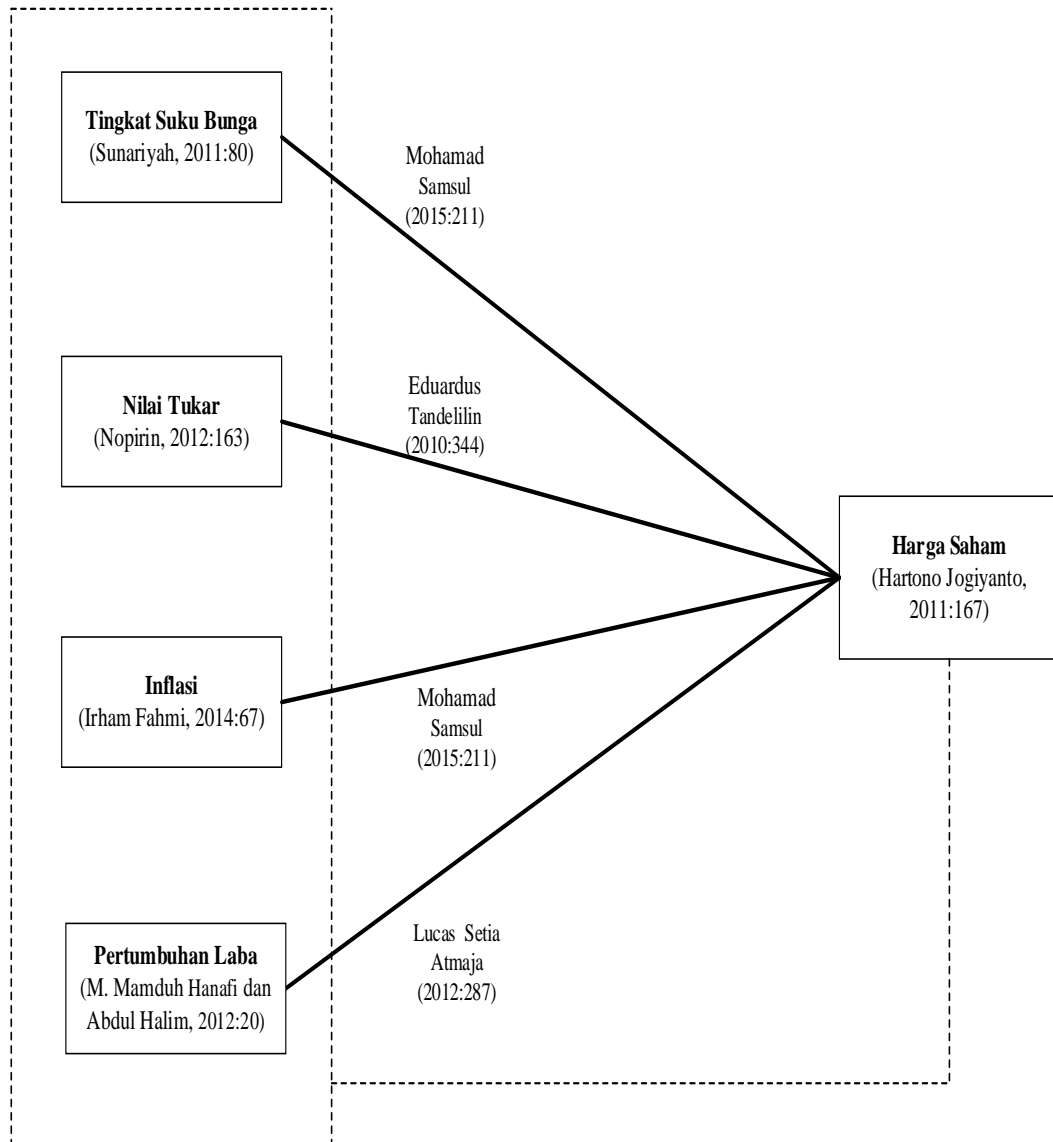 Tingkat Suku Bunga
(Sunariyah, 2011:80)
Mohamad
Samsul
(2015:211)
Nilai Tukar
(Nopirin, 2012:163)
Eduardus
Tandelilin
(2010:344)
Harga Saham
(Hartono Jogiyanto,
2011:167)
Inflasi
(Irham Fahmi, 2014:67)
Mohamad
Samsul
(2015:211)
Pertumbuhan Laba
(M. Mamduh Hanafi dan
Abdul Halim, 2012:20)
Lucas Setia
Atmaja
(2012:287)